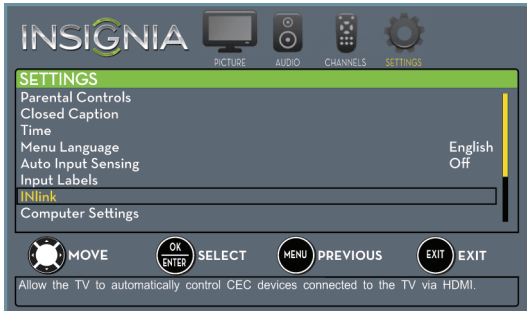 INSIGNIA
PICTURE AUDIO CHANNELS SETTINGS
SETTINGS
Parental Controls
Closed Caption
Time
Menu Language English
Auto Input Sensing Off
Input Labels
INlink
Computer Settings
MOVE OK ENTER SELECT MENU PREVIOUS EXIT EXIT
Allow the TV to automatically control CEC devices connected to the TV via HDMI.